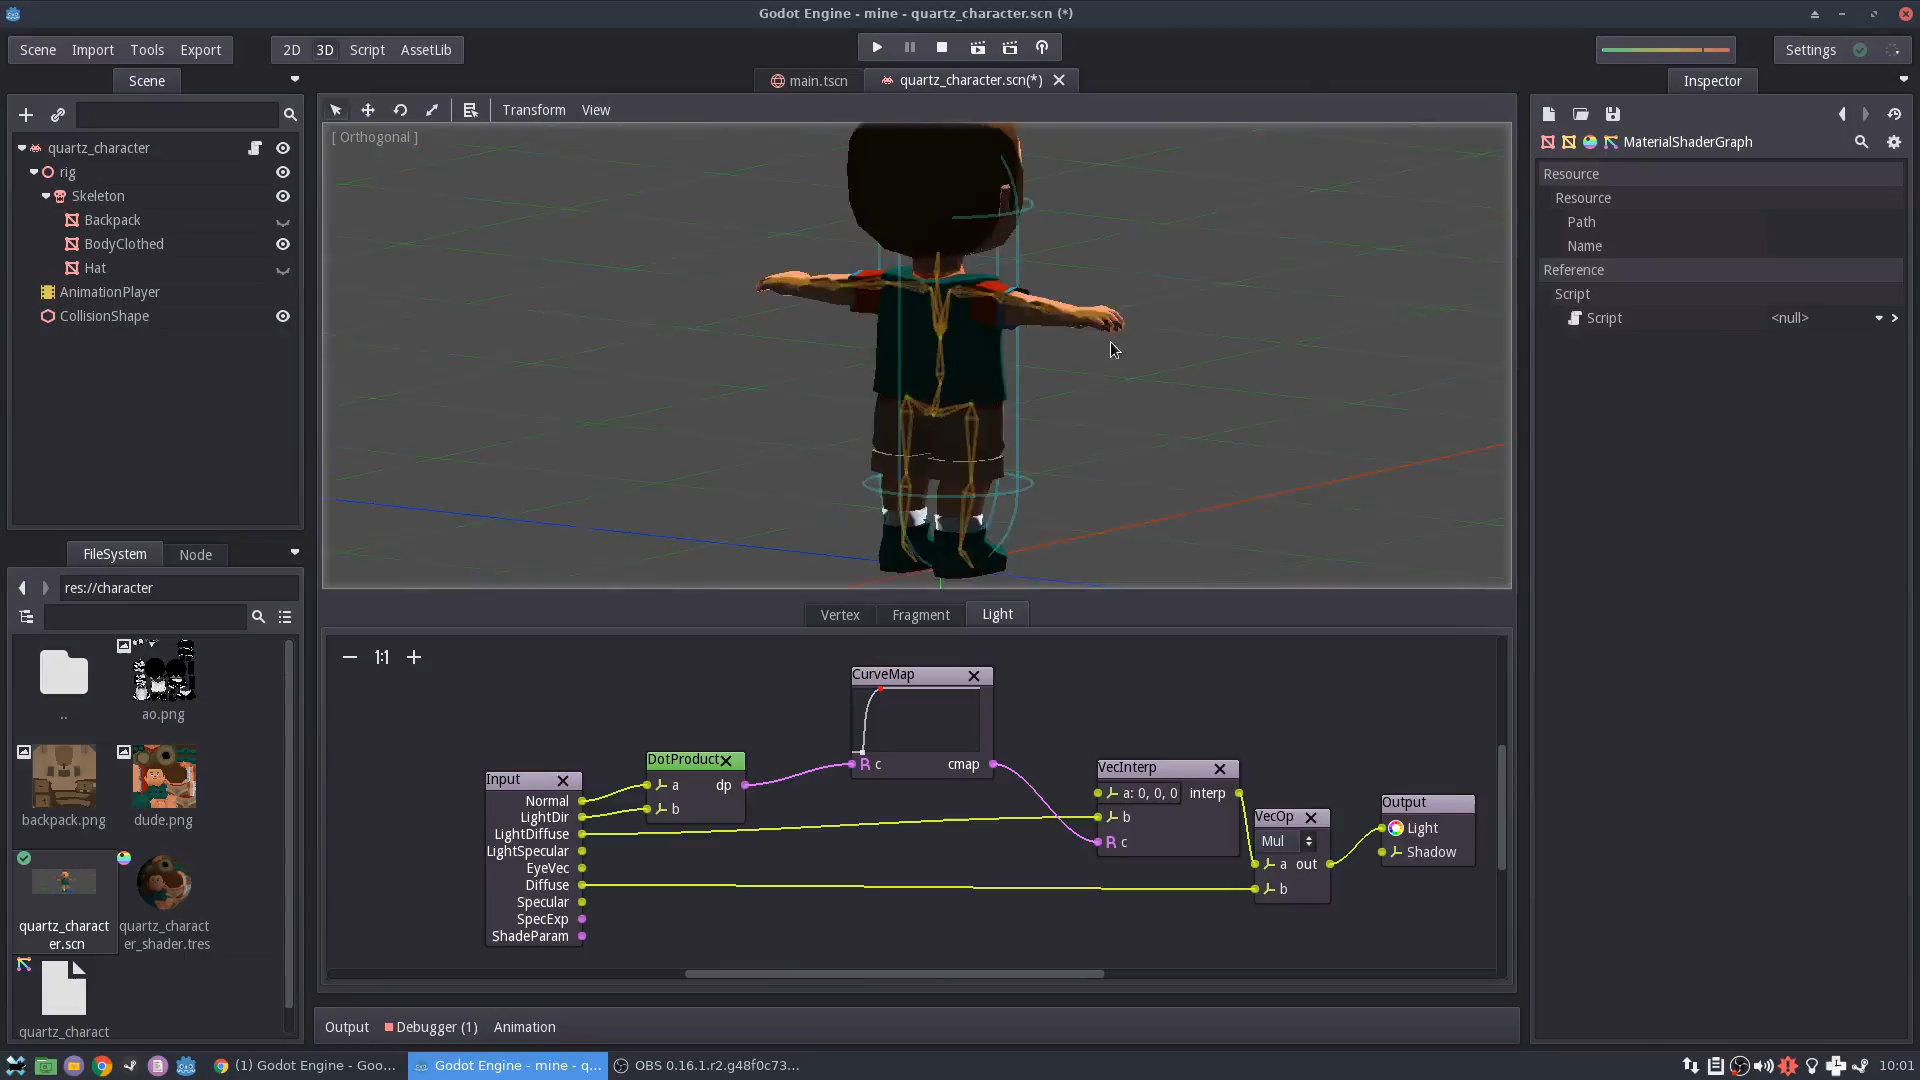 Godot Engine - mine - quartz_character.scn (*)
Scene Import Tools Export
2D 3D Script AssetLib
Settings
Scene
main.tscn
quartz_character.scn(*)
Inspector
Transform View
[ Orthogonal ]
quartz_character
rig
Skeleton
Backpack
BodyClothed
Hat
AnimationPlayer
CollisionShape
MaterialShaderGraph
Resource
Resource
Path
Name
Reference
Script
Script <null>
FileSystem Node
res://character
..
ao.png
backpack.png
dude.png
quartz_charact
er.scn
quartz_charact
er_shader.tres
quartz_charact
Vertex Fragment Light
1:1
CurveMap
c cmap
DotProduct
a dp
b
Input
Normal
LightDir
LightDiffuse
LightSpecular
EyeVec
Diffuse
Specular
SpecExp
ShadeParam
VecInterp
a: 0, 0, 0 interp
b
c
VecOp
Mul
a out
b
Output
Light
Shadow
Output Debugger (1) Animation
(1) Godot Engine - Goo...
Godot Engine - mine - q...
OBS 0.16.1.r2.g48f0c73...
10:01